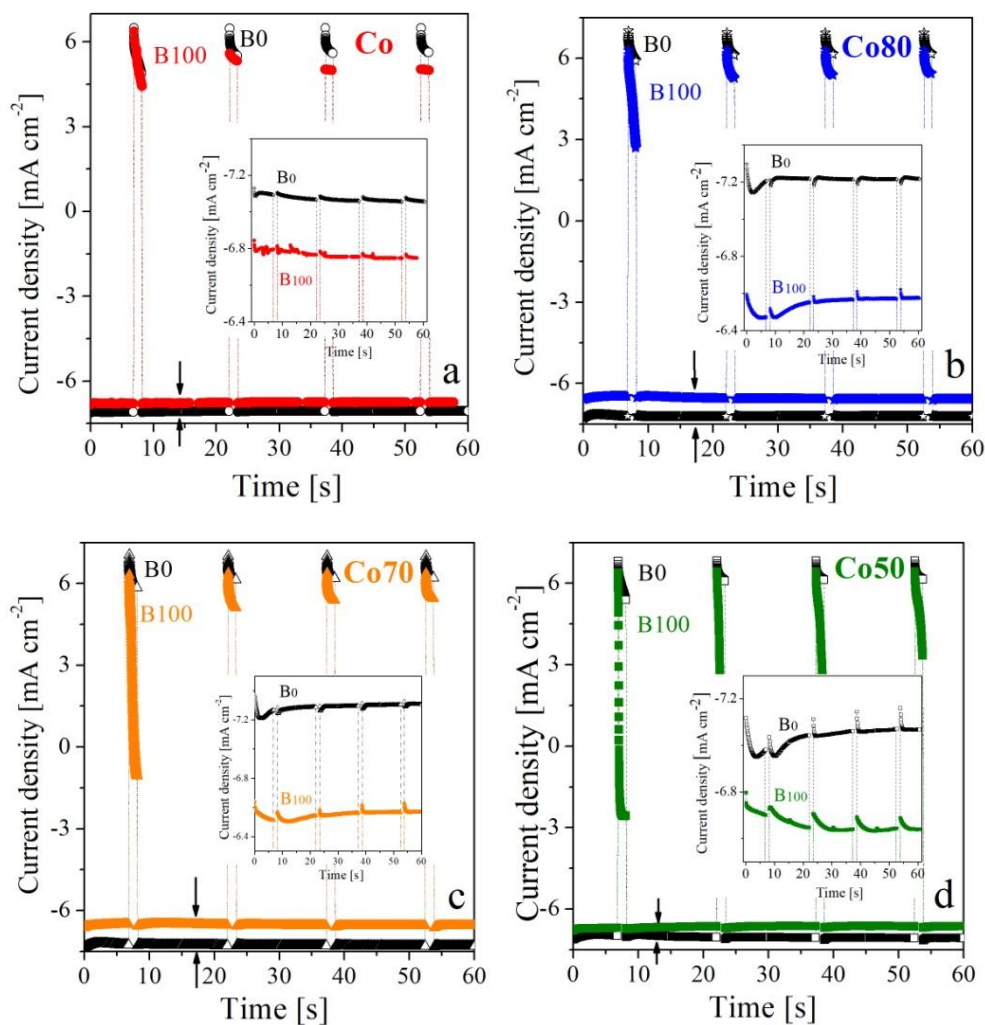 Current density [mA cm⁻²]
6
3
0
-3
-6
B0
Co
B100
Current density [mA cm⁻²]
-7.2
-6.8
-6.4
B0
B100
0 10 20 30 40 50 60
Time [s]
a
0 10 20 30 40 50 60
Time [s]
Current density [mA cm⁻²]
6
3
0
-3
-6
B0
Co80
B100
Current density [mA cm⁻²]
-7.2
-6.8
-6.4
B0
B100
0 10 20 30 40 50 60
Time [s]
b
0 10 20 30 40 50 60
Time [s]
Current density [mA cm⁻²]
6
3
0
-3
-6
B0
Co70
B100
Current density [mA cm⁻²]
-7.2
-6.8
-6.4
B0
B100
0 10 20 30 40 50 60
Time [s]
c
0 10 20 30 40 50 60
Time [s]
Current density [mA cm⁻²]
6
3
0
-3
-6
B0
Co50
B100
Current density [mA cm⁻²]
-7.2
-6.8
B0
B100
0 10 20 30 40 50 60
Time [s]
d
0 10 20 30 40 50 60
Time [s]